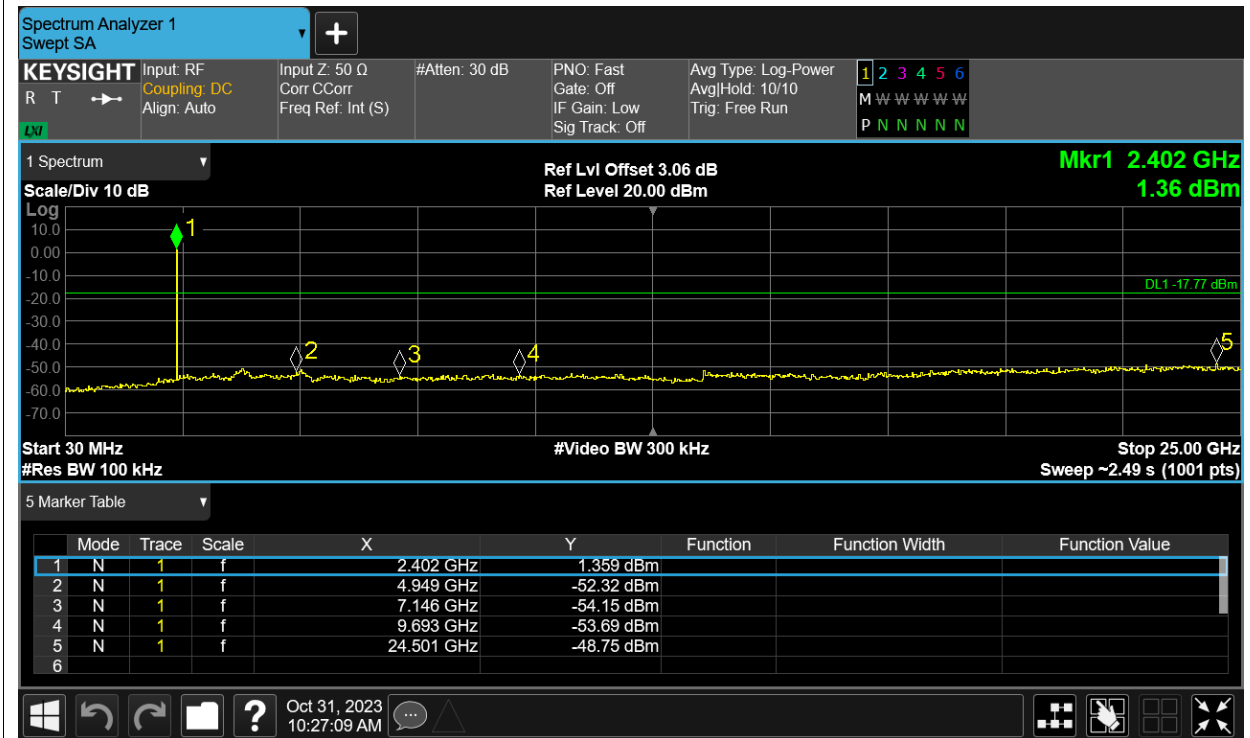 Spectrum Analyzer 1
Swept SA
KEYSIGHT
R T
LXI
Input: RF
Coupling: DC
Align: Auto
Input Z: 50 Ω
Corr CCorr
Freq Ref: Int (S)
#Atten: 30 dB
PNO: Fast
Gate: Off
IF Gain: Low
Sig Track: Off
Avg Type: Log-Power
Avg|Hold: 10/10
Trig: Free Run
1 2 3 4 5 6
M W W W W W
P N N N N N
1 Spectrum
Scale/Div 10 dB
Ref Lvl Offset 3.06 dB
Ref Level 20.00 dBm
Mkr1 2.402 GHz
1.36 dBm
Log
10.0
0.00
-10.0
-20.0
-30.0
-40.0
-50.0
-60.0
-70.0
1
2
3
4
5
DL1 -17.77 dBm
Start 30 MHz
#Video BW 300 kHz
Stop 25.00 GHz
#Res BW 100 kHz
Sweep ~2.49 s (1001 pts)
5 Marker Table
Mode Trace Scale X Y Function Function Width Function Value
1 N 1 f 2.402 GHz 1.359 dBm
2 N 1 f 4.949 GHz -52.32 dBm
3 N 1 f 7.146 GHz -54.15 dBm
4 N 1 f 9.693 GHz -53.69 dBm
5 N 1 f 24.501 GHz -48.75 dBm
6
?
Oct 31, 2023
10:27:09 AM